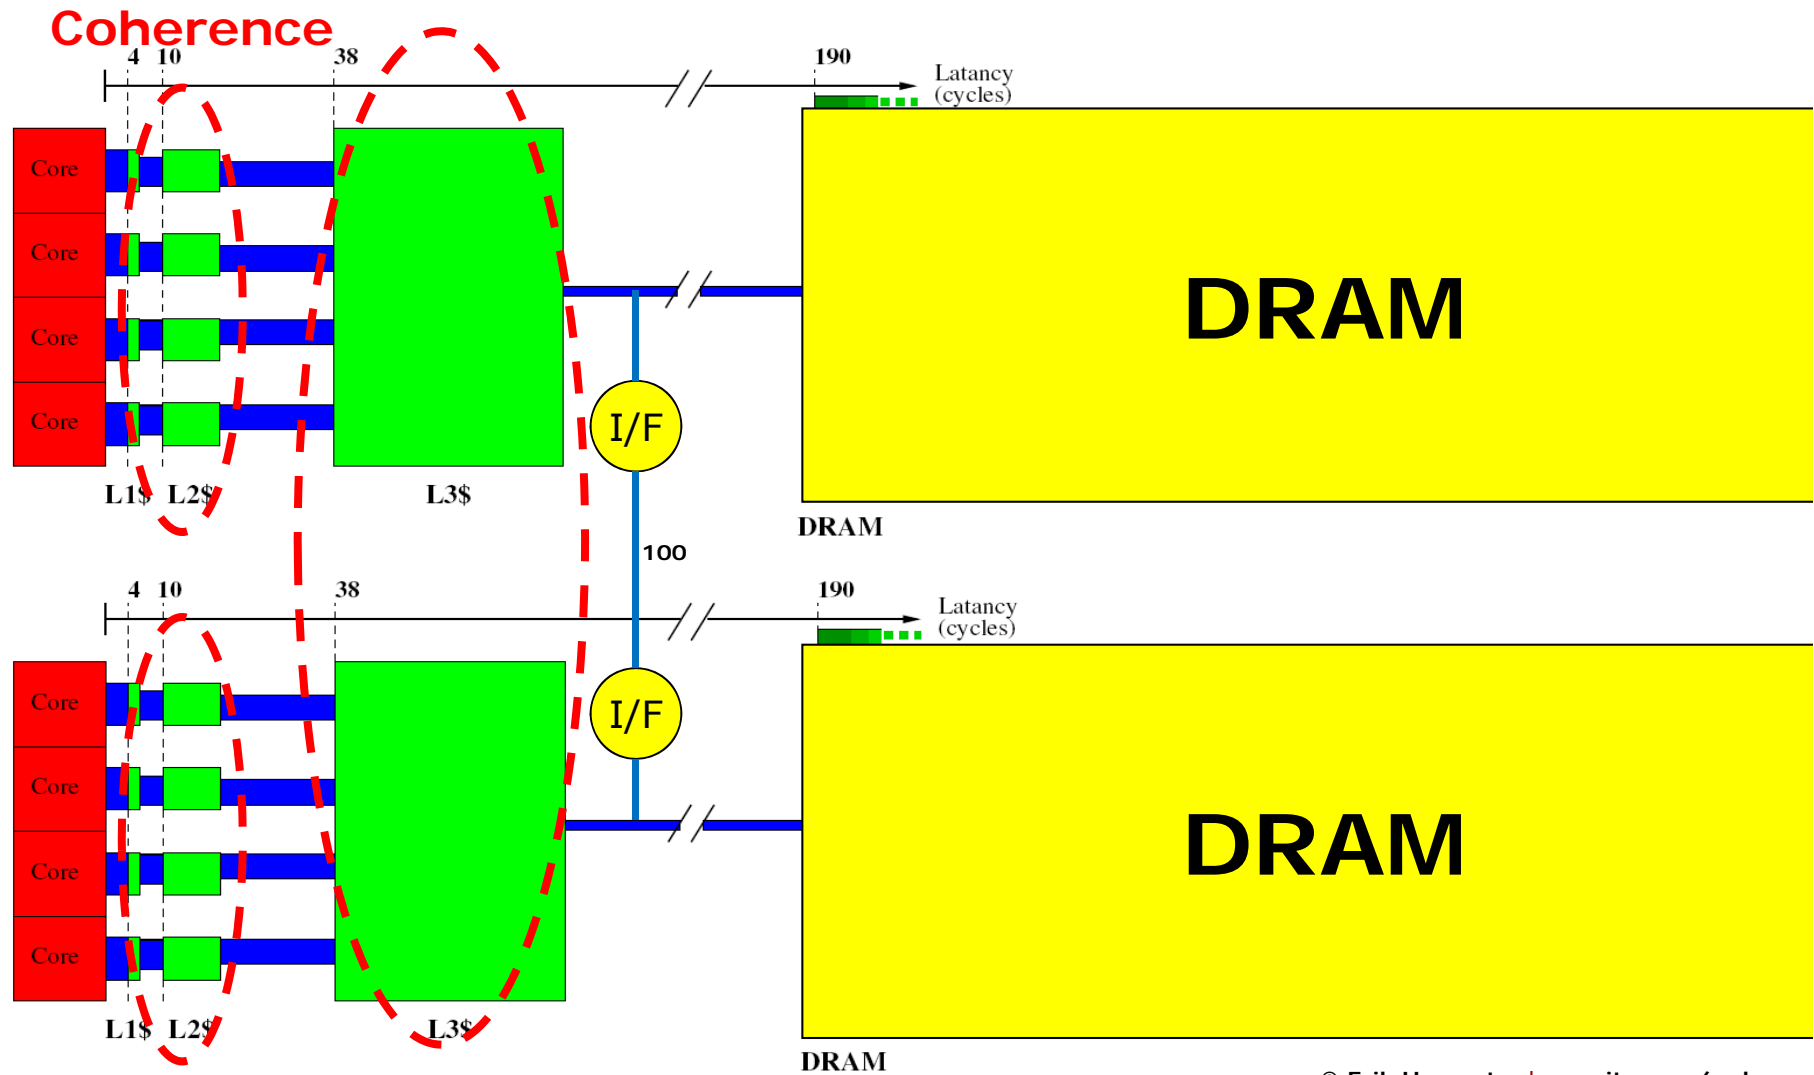 Coherence
4 10 38 190
Latancy
(cycles)
Core
Core
Core
Core
L1$ L2$ L3$
DRAM
DRAM
I/F
100
4 10 38 190
Latancy
(cycles)
I/F
Core
Core
Core
Core
L1$ L2$ L3$
DRAM
DRAM